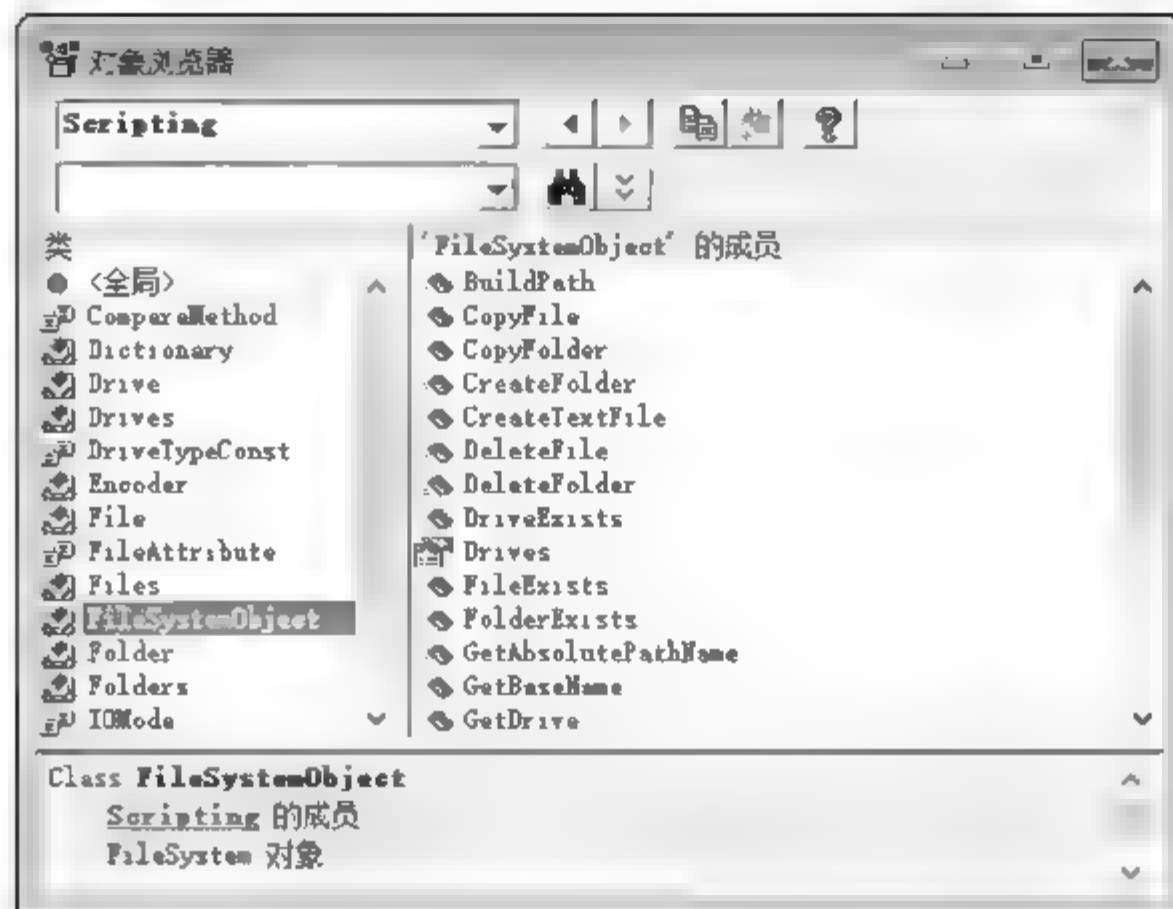 对象浏览器
Scripting
类
<全局>
CompareMethod
Dictionary
Drive
Drives
DriveTypeConst
Encoder
File
FileAttribute
Files
FileSystemObject
Folder
Folders
IOMode
'FileSystemObject' 的成员
BuildPath
CopyFile
CopyFolder
CreateFolder
CreateTextFile
DeleteFile
DeleteFolder
DriveExists
Drives
FileExists
FolderExists
GetAbsolutePathName
GetBaseName
GetDrive
Class FileSystemObject
Scripting 的成员
FileSystem 对象